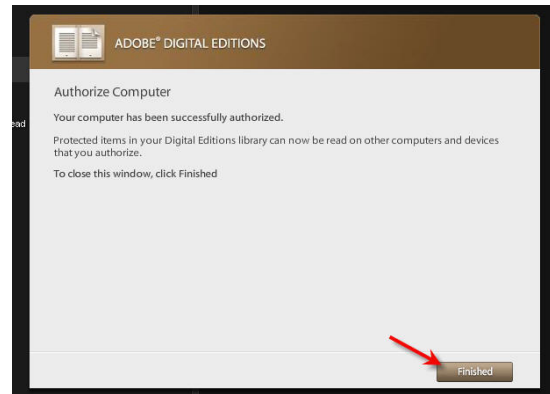 ADOBE® DIGITAL EDITIONS
Authorize Computer
Your computer has been successfully authorized.
ead
Protected items in your Digital Editions library can now be read on other computers and devices
that you authorize.
To close this window, click Finished
Finished